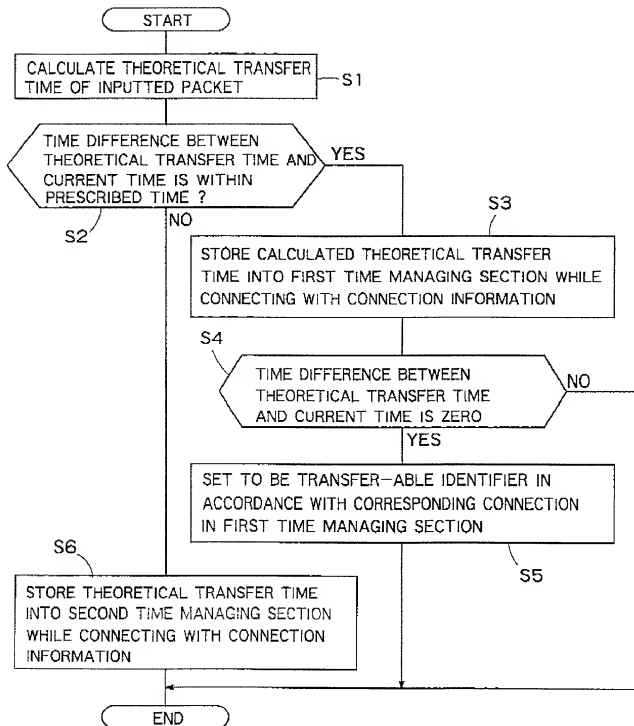 START
CALCULATE THEORETICAL TRANSFER
TIME OF INPUTTED PACKET
S1
TIME DIFFERENCE BETWEEN
THEORETICAL TRANSFER TIME AND
CURRENT TIME IS WITHIN
PRESCRIBED TIME ?
YES
S2
NO
S3
STORE CALCULATED THEORETICAL TRANSFER
TIME INTO FIRST TIME MANAGING SECTION WHILE
CONNECTING WITH CONNECTION INFORMATION
S4
TIME DIFFERENCE BETWEEN
THEORETICAL TRANSFER TIME
AND CURRENT TIME IS ZERO
NO
YES
SET TO BE TRANSFER-ABLE IDENTIFIER IN
ACCORDANCE WITH CORRESPONDING CONNECTION
IN FIRST TIME MANAGING SECTION
S5
S6
STORE THEORETICAL TRANSFER TIME
INTO SECOND TIME MANAGING SECTION
WHILE CONNECTING WITH CONNECTION
INFORMATION
END